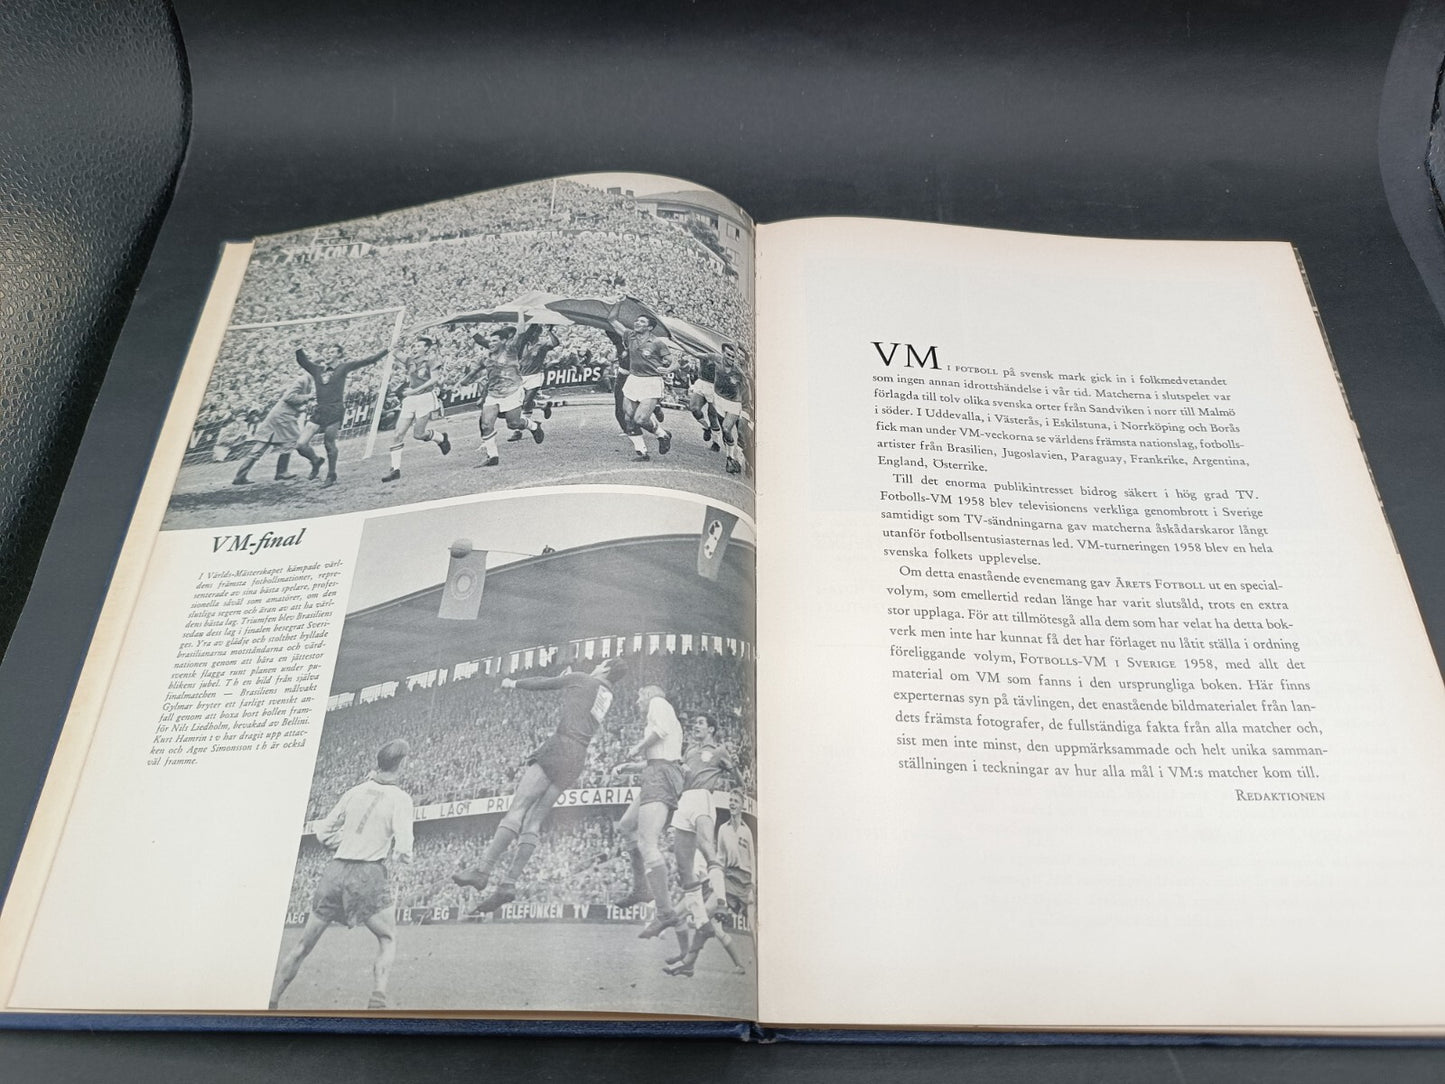 PHILIPS
VM-final
I Världs-Mästerskapet kämpade värl-
dens främsta fotbollsnationer, repre-
senterade av sina bästa spelare, profes-
sionella såväl som amatörer, om den
slutliga segern och äran av att ha värl-
dens bästa lag. Triumfen blev Brasiliens
sedan dess lag i finalen besegrat Sveri-
ges. Yra av glädje och stolthet hyllade
brasilianarna motståndarna och värd-
nationen genom att bära en jättestor
svensk flagga runt planen under pu-
blikens jubel. T h en bild från själva
finalmatchen — Brasiliens målvakt
Gylmar bryter ett farligt svenskt an-
fall genom att boxa bort bollen fram-
för Nils Liedholm, bevakad av Bellini.
Kurt Hamrin t v har dragit upp attac-
ken och Agne Simonsson t h är också
väl framme.
7
LÅGT PRI
OSCARIA
AEG
EG
TELEFUNKEN TV
TELEFU
VM I FOTBOLL på svensk mark gick in i folkmedvetandet
som ingen annan idrottshändelse i vår tid. Matcherna i slutspelet var
förlagda till tolv olika svenska orter från Sandviken i norr till Malmö
i söder. I Uddevalla, i Västerås, i Eskilstuna, i Norrköping och Borås
fick man under VM-veckorna se världens främsta nationslag, fotbolls-
artister från Brasilien, Jugoslavien, Paraguay, Frankrike, Argentina,
England, Österrike.
Till det enorma publikintresset bidrog säkert i hög grad TV.
Fotbolls-VM 1958 blev televisionens verkliga genombrott i Sverige
samtidigt som TV-sändningarna gav matcherna åskådarskaror långt
utanför fotbollsentusiasternas led. VM-turneringen 1958 blev en hela
svenska folkets upplevelse.
Om detta enastående evenemang gav ÅRETS FOTBOLL ut en special-
volym, som emellertid redan länge har varit slutsåld, trots en extra
stor upplaga. För att tillmötesgå alla dem som har velat ha detta bok-
verk men inte har kunnat få det har förlaget nu låtit ställa i ordning
föreliggande volym, FOTBOLLS-VM I SVERIGE 1958, med allt det
material om VM som fanns i den ursprungliga boken. Här finns
experternas syn på tävlingen, det enastående bildmaterialet från lan-
dets främsta fotografer, de fullständiga fakta från alla matcher och,
sist men inte minst, den uppmärksammade och helt unika samman-
ställningen i teckningar av hur alla mål i VM:s matcher kom till.
REDAKTIONEN